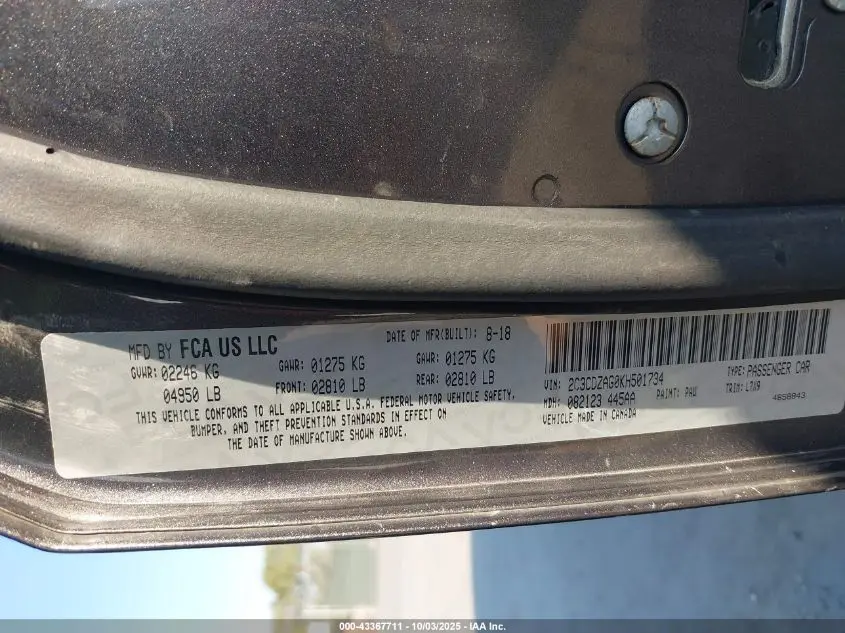 MFD BY FCA US LLC
DATE OF MFR(BUILT): 8-18
GVWR: 02246 KG
GAWR: 01275 KG
GAWR: 01275 KG
04950 LB
FRONT: 02810 LB
REAR: 02810 LB
THIS VEHICLE CONFORMS TO ALL APPLICABLE U.S.A. FEDERAL MOTOR VEHICLE SAFETY,
BUMPER, AND THEFT PREVENTION STANDARDS IN EFFECT ON
THE DATE OF MANUFACTURE SHOWN ABOVE.
VIN: 2C3CDZAG0KH501734
TYPE: PASSENGER CAR
MDH: 082123 445AA
PAINT: PAU
TRIM: L7X9
VEHICLE MADE IN CANADA
4658843
000-43367711 - 10/03/2025 - IAA Inc.